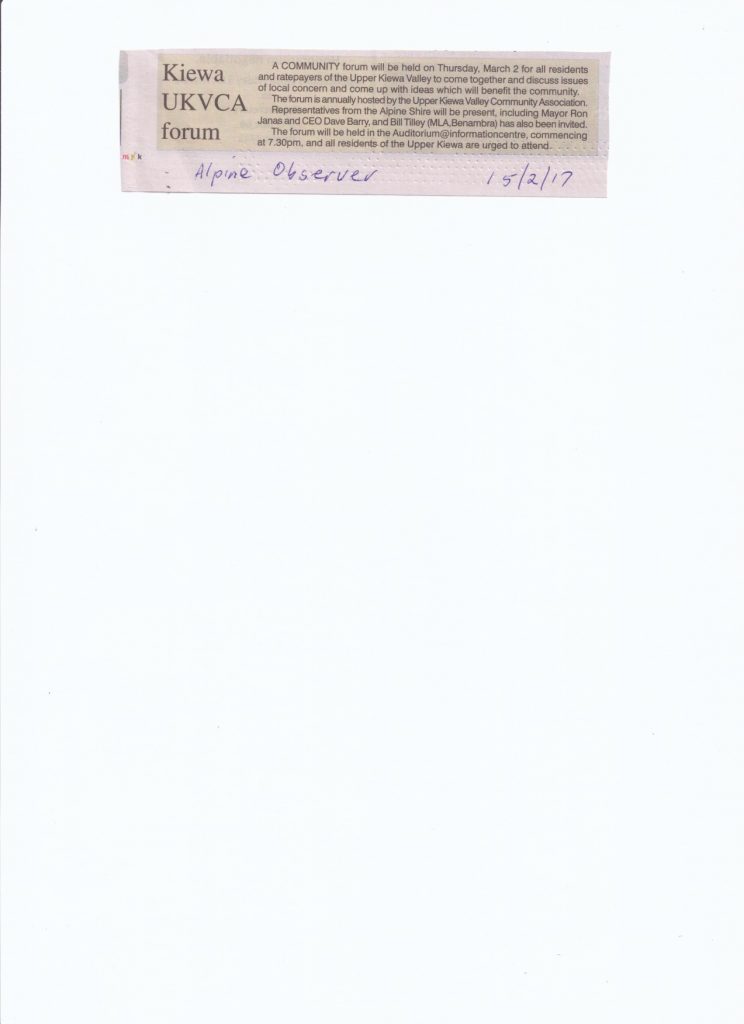 Kiewa
UKVCA
forum
A COMMUNITY forum will be held on Thursday, March 2 for all residents
and ratepayers of the Upper Kiewa Valley to come together and discuss issues
of local concern and come up with ideas which will benefit the community.
The forum is annually hosted by the Upper Kiewa Valley Community Association.
Representatives from the Alpine Shire will be present, including Mayor Ron
Janas and CEO Dave Barry, and Bill Tilley (MLA,Benambra) has also been invited.
The forum will be held in the Auditorium@informationcentre, commencing
at 7.30pm, and all residents of the Upper Kiewa are urged to attend.
myk
Alpine Observer 15/2/17